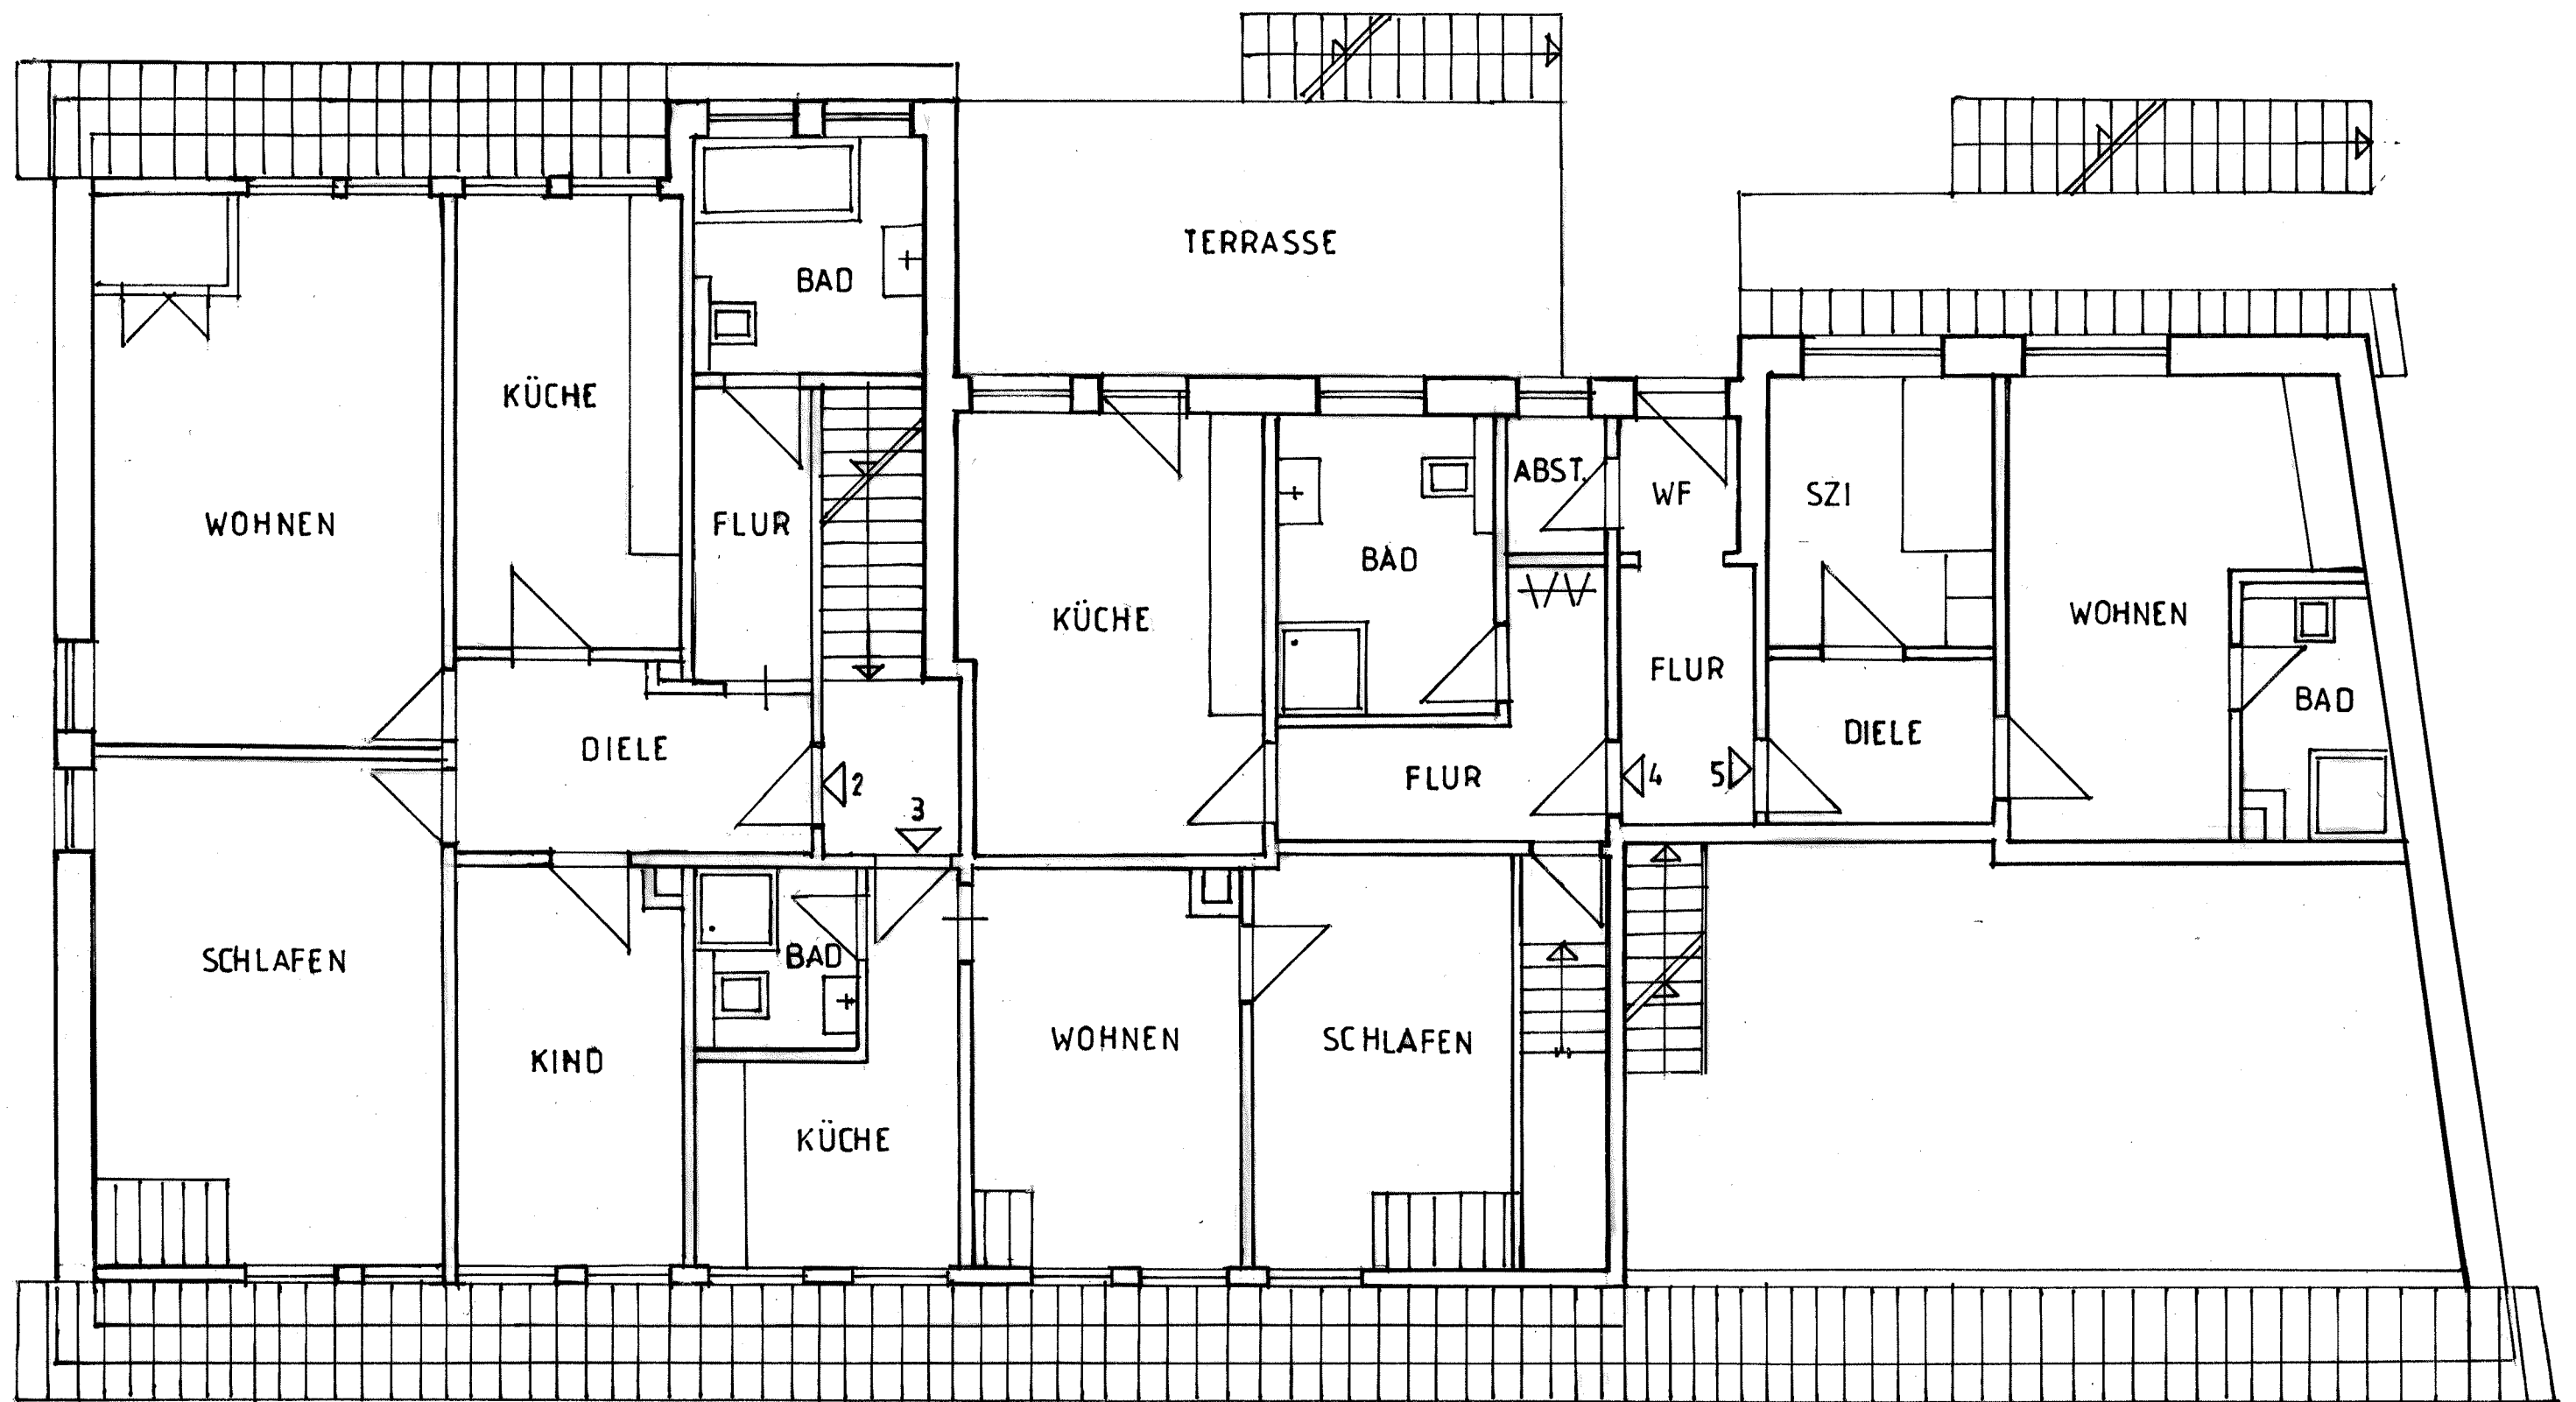 TERRASSE
BAD
KÜCHE
WOHNEN
FLUR
ABST.
WF
SZI
BAD
KÜCHE
WOHNEN
FLUR
BAD
DIELE
DIELE
FLUR
2
4
5
3
SCHLAFEN
BAD
WOHNEN
SCHLAFEN
KIND
KÜCHE